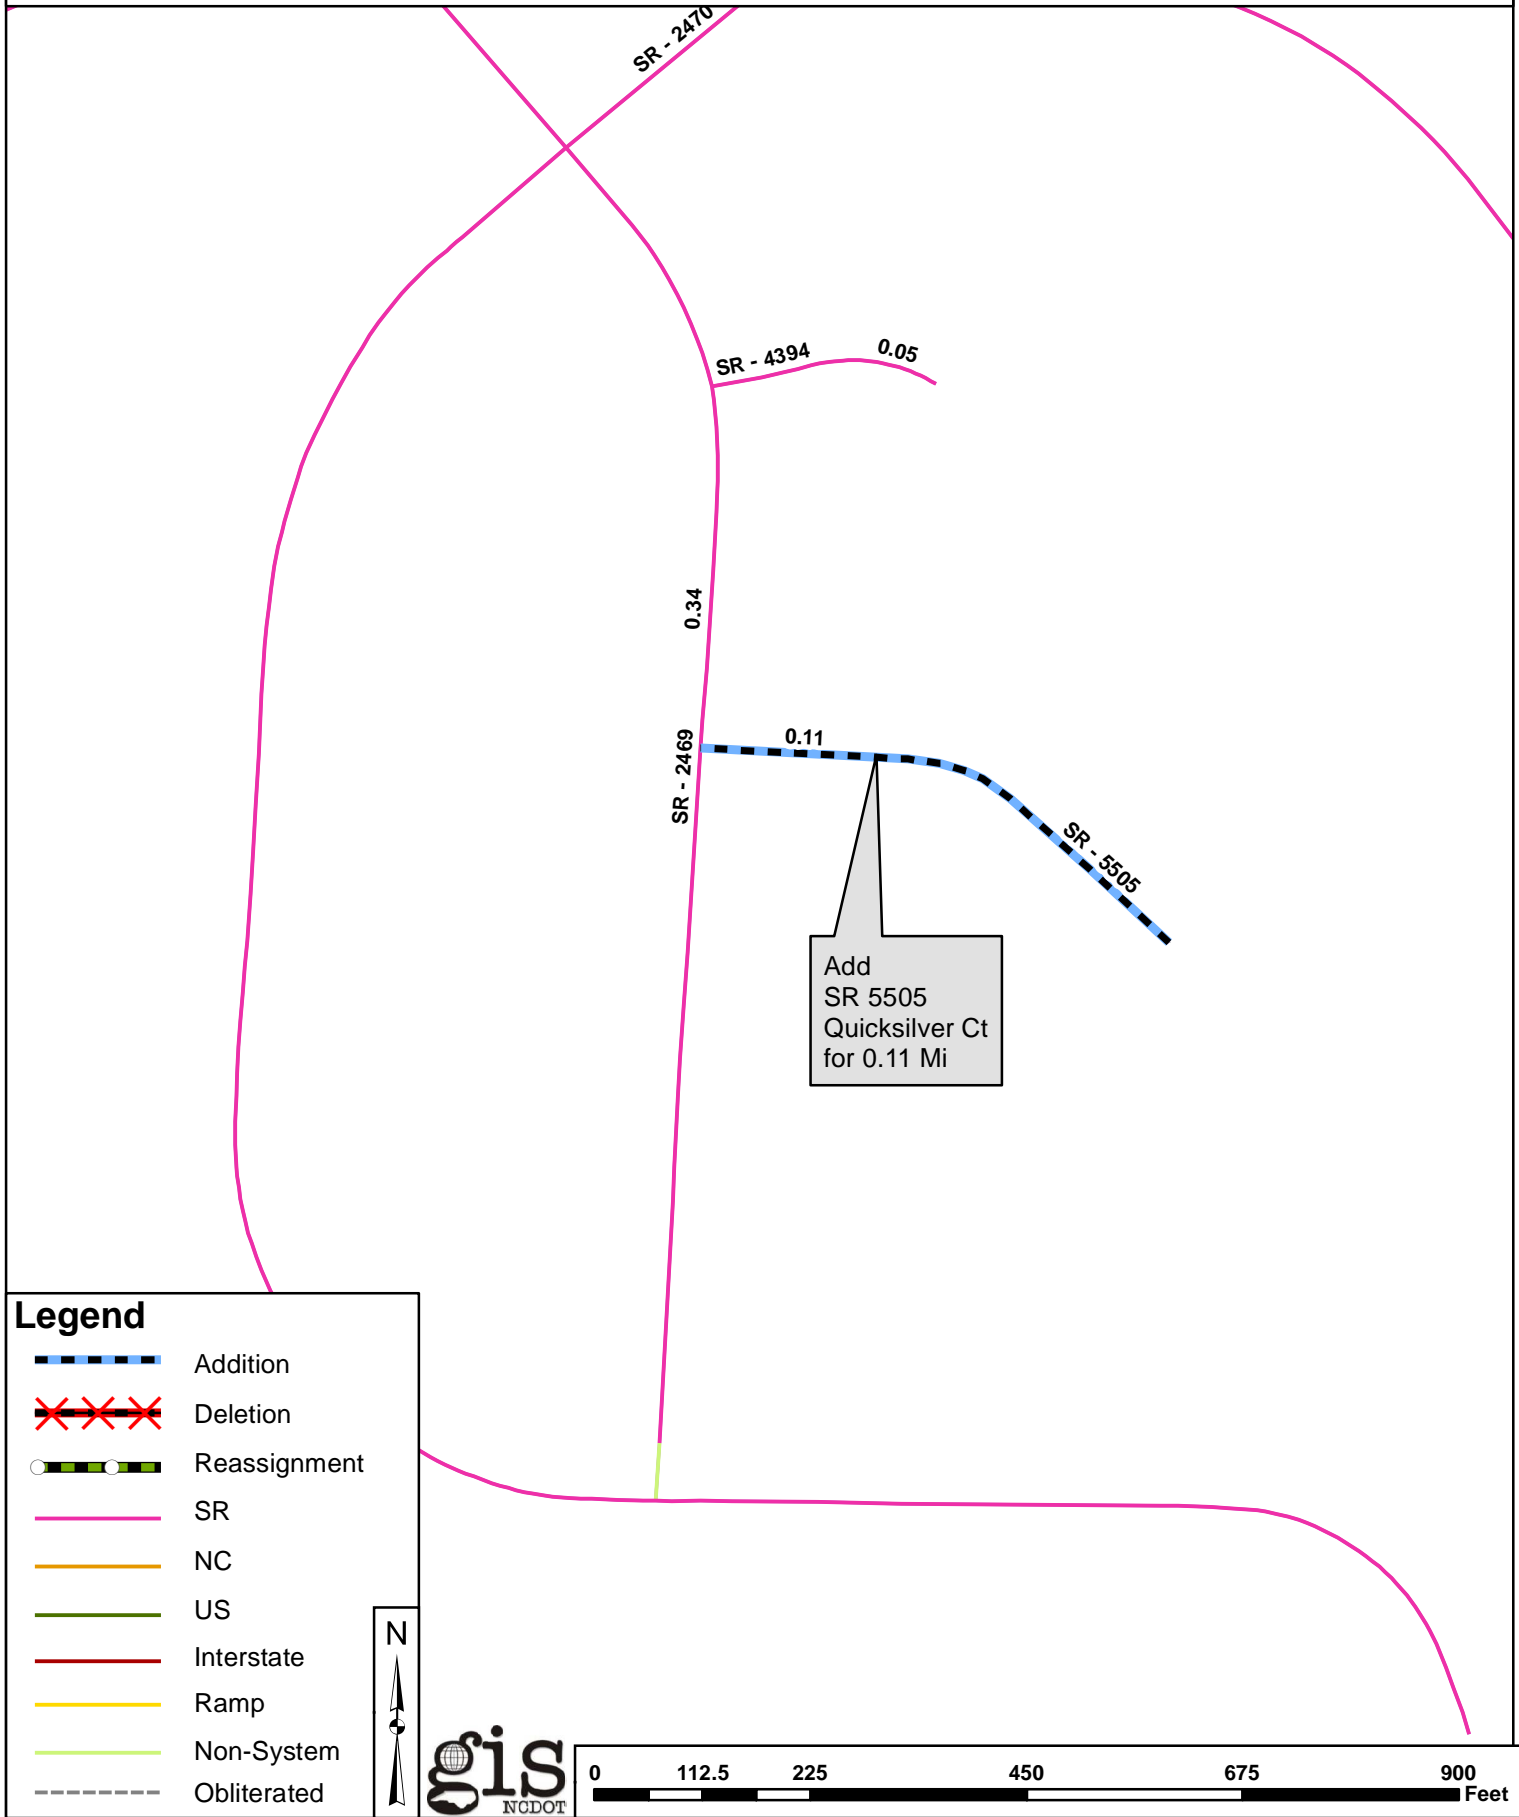 SR - 2470
SR - 4394
0.05
0.34
SR - 2469
0.11
SR - 5505
Add
SR 5505
Quicksilver Ct
for 0.11 Mi
Legend
Addition
Deletion
Reassignment
SR
NC
US
Interstate
Ramp
Non-System
Obliterated
N
gis
NCDOT
0 112.5 225 450 675 900
Feet